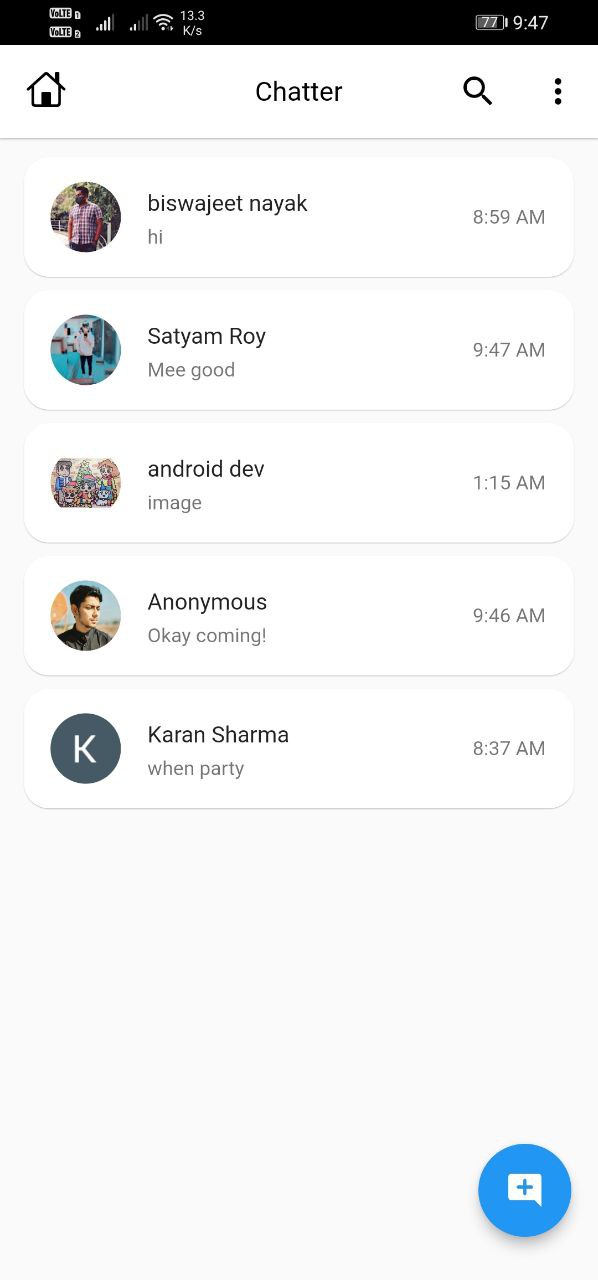 VoLTE 1
VoLTE 2
13.3
K/s
77 9:47
Chatter
biswajeet nayak
8:59 AM
hi
Satyam Roy
9:47 AM
Mee good
android dev
1:15 AM
image
Anonymous
9:46 AM
Okay coming!
K
Karan Sharma
8:37 AM
when party